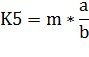 K5 = m * a/b